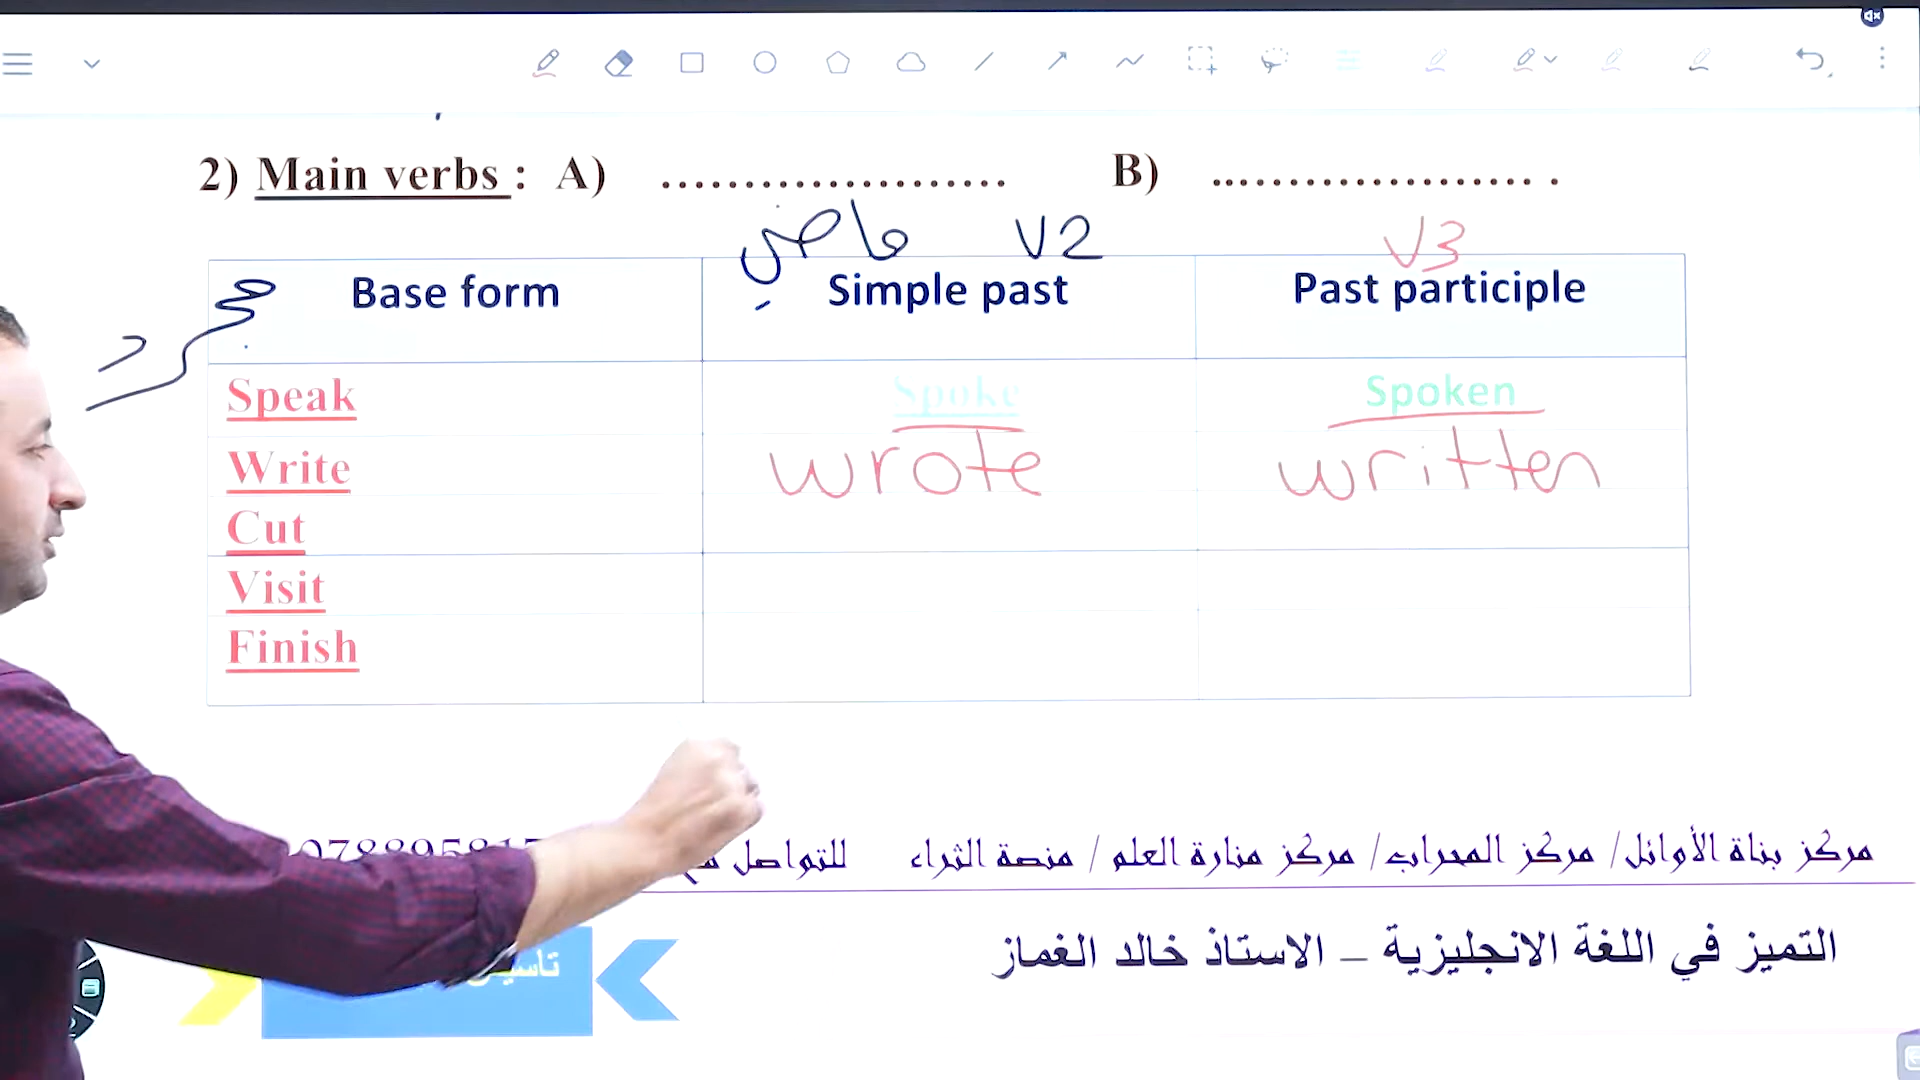 2) Main verbs : A) ..................... B) .................... .
ماضي V2 V3
Base form Simple past Past participle
Speak Spoke Spoken
Write wrote written
Cut
Visit
Finish
مركز بناة الأوائل/ مركز المحراب/ مركز منارة العلم / منصة الثراء للتواصل
التميز في اللغة الانجليزية – الاستاذ خالد الغماز